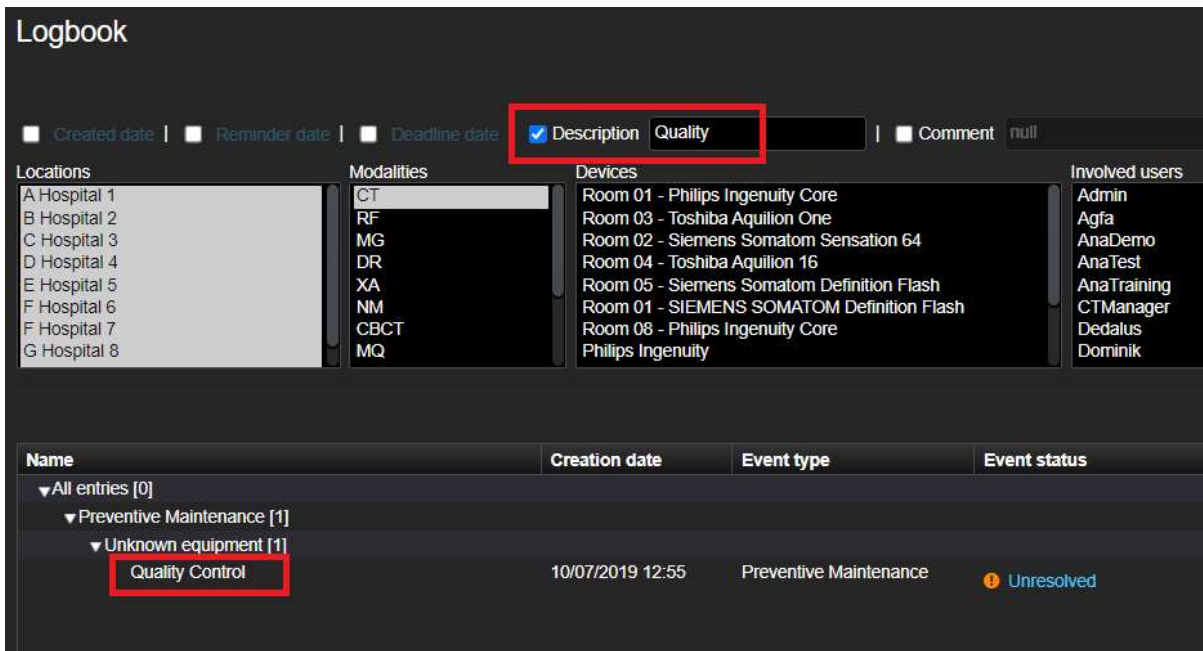 Logbook
Created date | Reminder date | Deadline date Description Quality | Comment null
Locations Modalities Devices Involved users
A Hospital 1 CT Room 01 - Philips Ingenuity Core Admin
B Hospital 2 RF Room 03 - Toshiba Aquilion One Agfa
C Hospital 3 MG Room 02 - Siemens Somatom Sensation 64 AnaDemo
D Hospital 4 DR Room 04 - Toshiba Aquilion 16 AnaTest
E Hospital 5 XA Room 05 - Siemens Somatom Definition Flash AnaTraining
F Hospital 6 NM Room 01 - SIEMENS SOMATOM Definition Flash CTManager
F Hospital 7 CBCT Room 08 - Philips Ingenuity Core Dedalus
G Hospital 8 MQ Philips Ingenuity Dominik
Name Creation date Event type Event status
All entries [0]
Preventive Maintenance [1]
Unknown equipment [1]
Quality Control 10/07/2019 12:55 Preventive Maintenance Unresolved